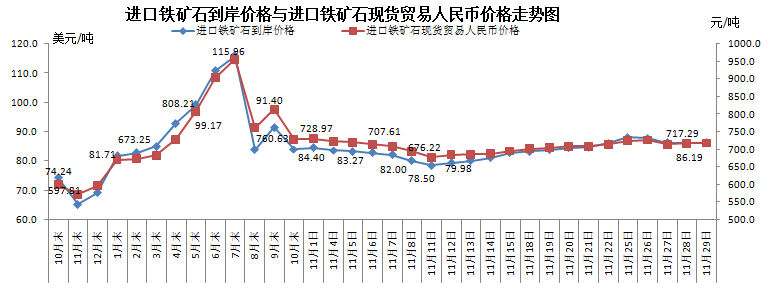 进口铁矿石到岸价格与进口铁矿石现货贸易人民币价格走势图
美元/吨
进口铁矿石到岸价格
进口铁矿石现货贸易人民币价格
元/吨
120.0
110.0
100.0
90.0
80.0
70.0
60.0
1000.0
950.0
900.0
850.0
800.0
750.0
700.0
650.0
600.0
550.0
500.0
74.24
597.81
81.71
673.25
808.21
99.17
115.96
760.63
91.40
728.97
84.40
83.27
707.61
82.00
676.22
78.50
79.98
717.29
86.19
10月末
11月末
12月末
1月末
2月末
3月末
4月末
5月末
6月末
7月末
8月末
9月末
10月末
11月1日
11月4日
11月5日
11月6日
11月7日
11月8日
11月11日
11月12日
11月13日
11月14日
11月15日
11月18日
11月19日
11月20日
11月21日
11月22日
11月25日
11月26日
11月27日
11月28日
11月29日